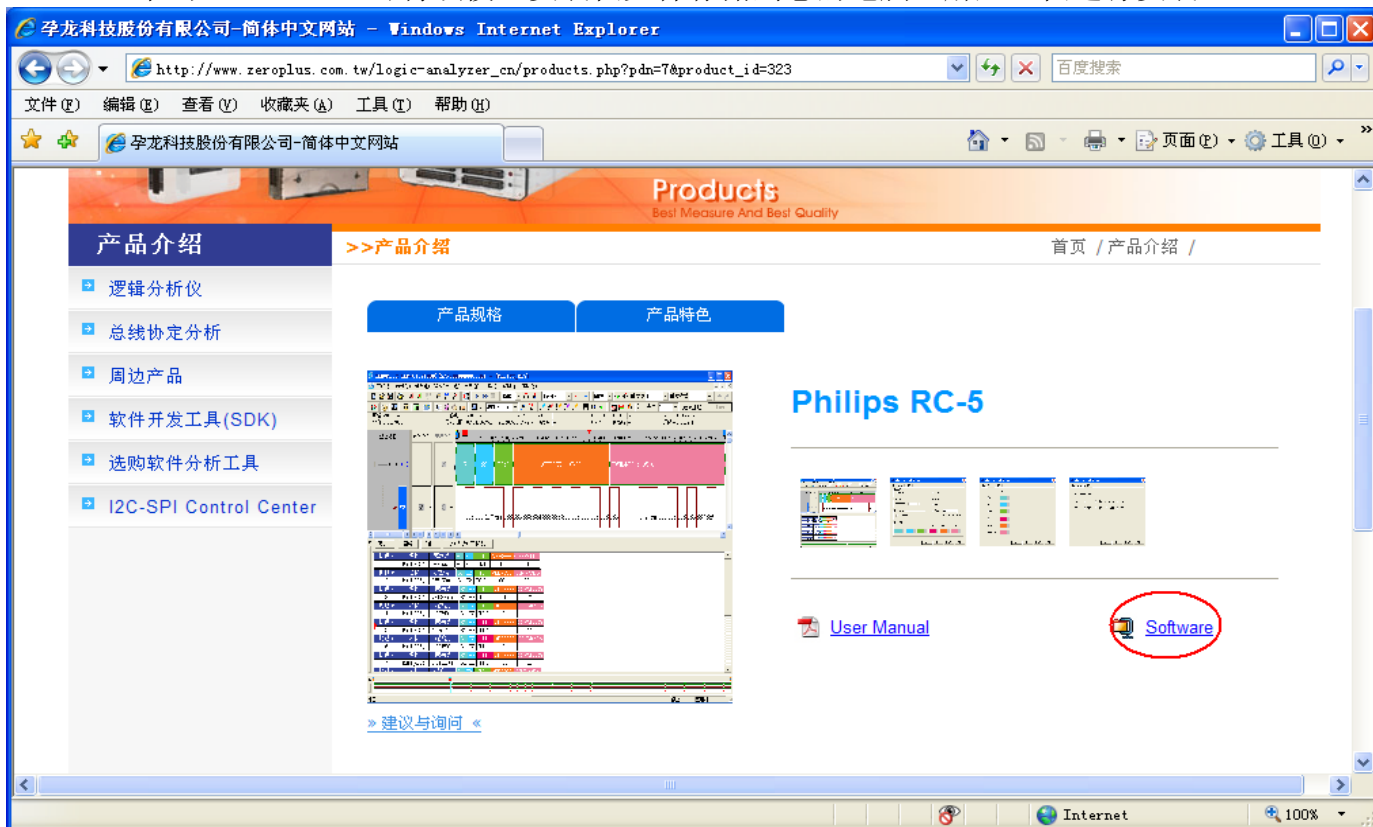 孕龙科技股份有限公司-简体中文网站 - Windows Internet Explorer
http://www.zeroplus.com.tw/logic-analyzer_cn/products.php?pdn=7&product_id=323
百度搜索
文件(F) 编辑(E) 查看(V) 收藏夹(A) 工具(T) 帮助(H)
孕龙科技股份有限公司-简体中文网站
页面(P) 工具(O)
Products
Best Measure And Best Quality
产品介绍
>>产品介绍
首页 / 产品介绍 /
逻辑分析仪
总线协定分析
周边产品
软件开发工具(SDK)
选购软件分析工具
I2C-SPI Control Center
产品规格
产品特色
Philips RC-5
User Manual
Software
» 建议与询问 «
Internet
100%